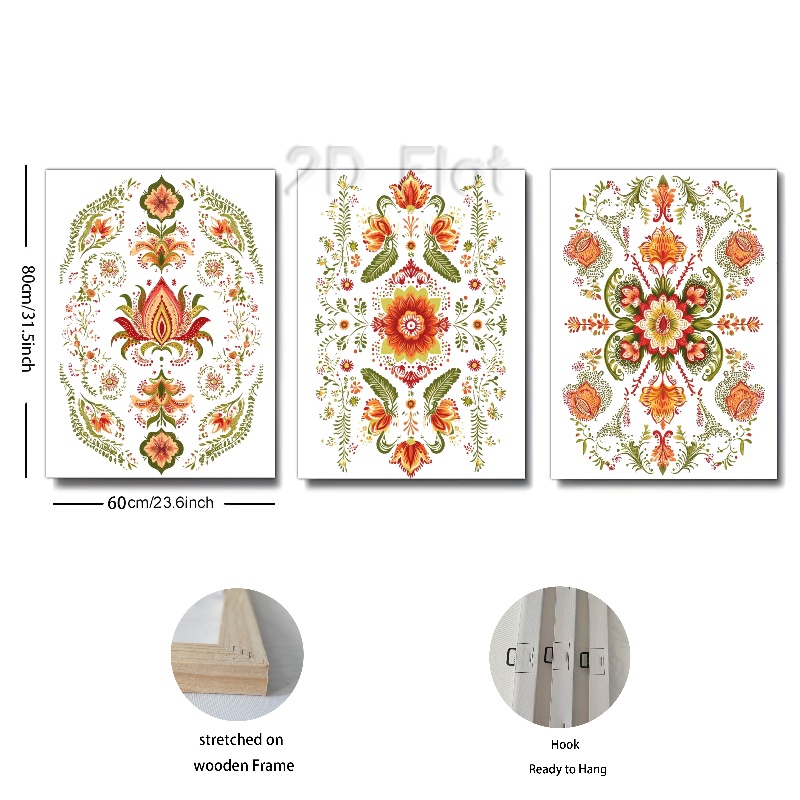 2D Flat
80cm/31.5inch
60cm/23.6inch
stretched on
wooden Frame
Hook
Ready to Hang